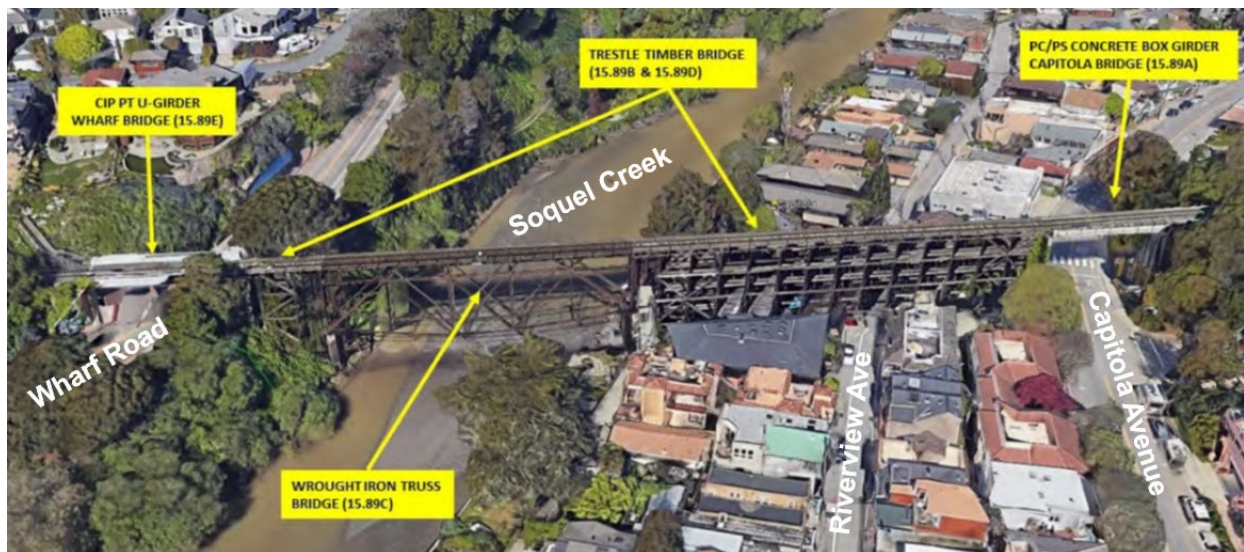 TRESTLE TIMBER BRIDGE
(15.89B & 15.89D)
PC/PS CONCRETE BOX GIRDER
CAPITOLA BRIDGE (15.89A)
CIP PT U-GIRDER
WHARF BRIDGE (15.89E)
Soquel Creek
Wharf Road
WROUGHT IRON TRUSS
BRIDGE (15.89C)
Riverview Ave
Capitola Avenue